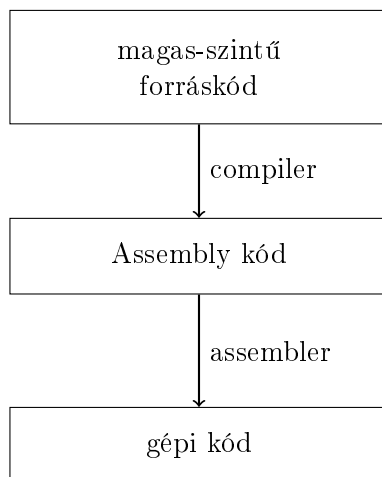 magas-szintű
forráskód
compiler
Assembly kód
assembler
gépi kód